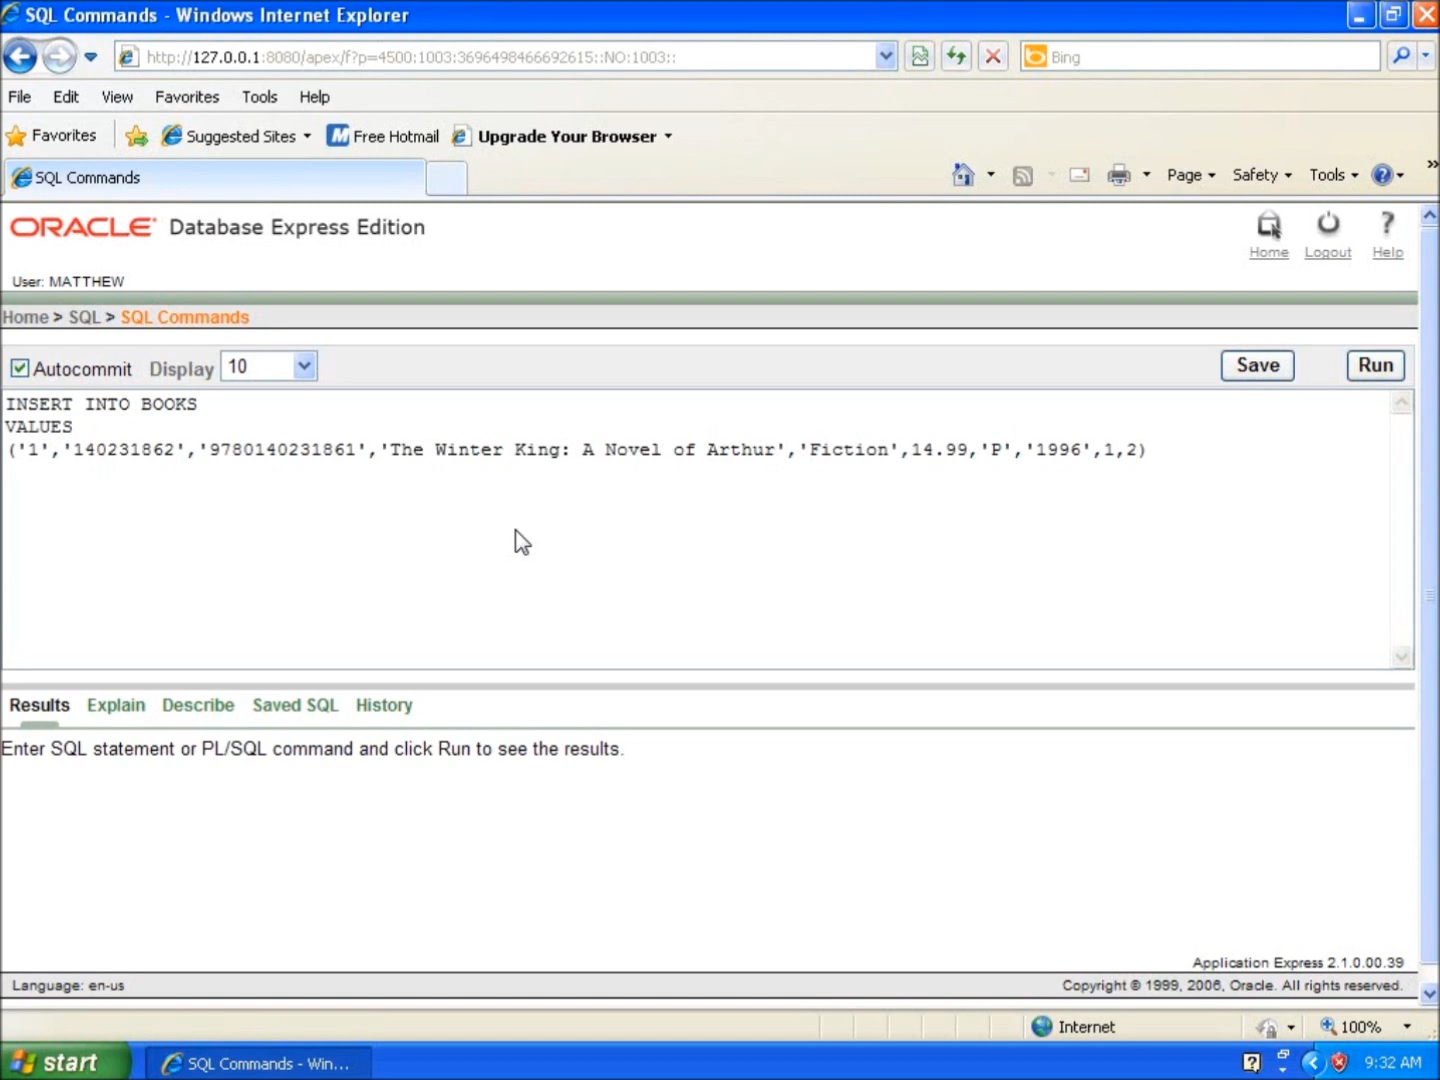 SQL Commands - Windows Internet Explorer
http://127.0.0.1:8080/apex/f?p=4500:1003:3696498466692615::NO:1003::
Bing
File Edit View Favorites Tools Help
Favorites Suggested Sites Free Hotmail Upgrade Your Browser
SQL Commands Page Safety Tools
ORACLE Database Express Edition
Home Logout Help
User: MATTHEW
Home > SQL > SQL Commands
Autocommit Display 10 Save Run
INSERT INTO BOOKS
VALUES
('1','140231862','9780140231861','The Winter King: A Novel of Arthur','Fiction',14.99,'P','1996',1,2)
Results Explain Describe Saved SQL History
Enter SQL statement or PL/SQL command and click Run to see the results.
Application Express 2.1.0.00.39
Language: en-us Copyright © 1999, 2006, Oracle. All rights reserved.
Internet 100%
start SQL Commands - Win... 9:32 AM